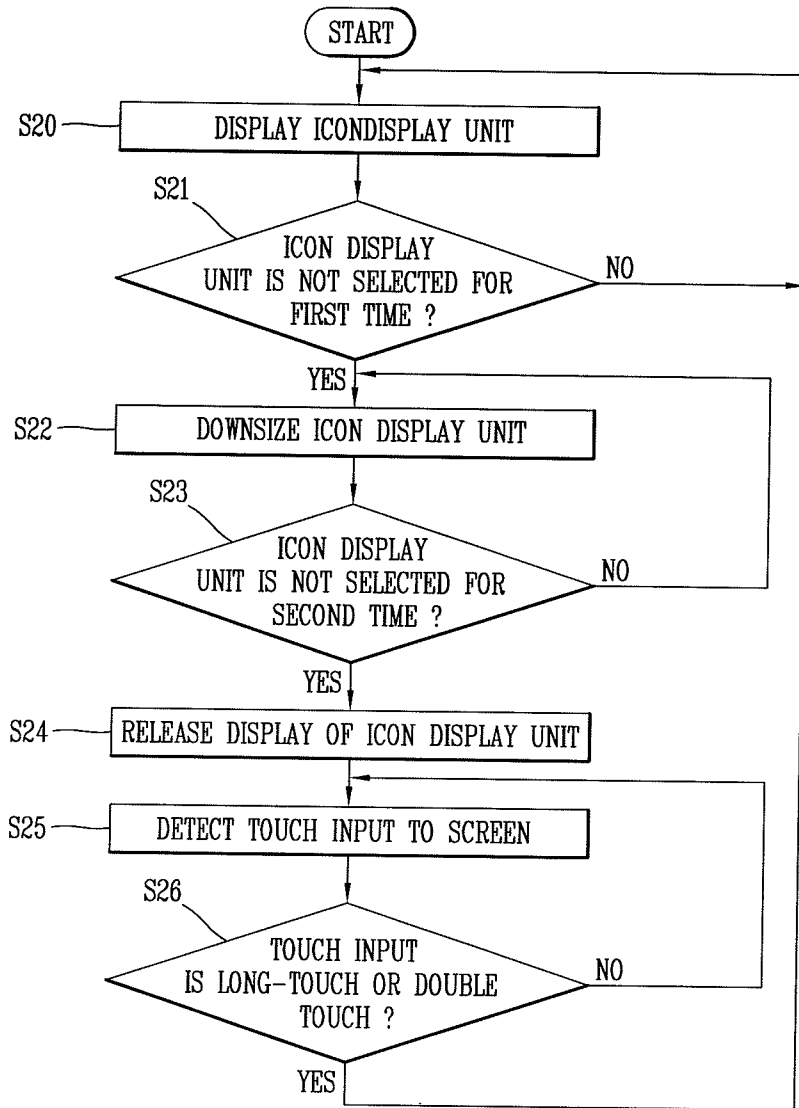 START
S20
DISPLAY ICONDISPLAY UNIT
S21
ICON DISPLAY
UNIT IS NOT SELECTED FOR
FIRST TIME ?
NO
YES
S22
DOWNSIZE ICON DISPLAY UNIT
S23
ICON DISPLAY
UNIT IS NOT SELECTED FOR
SECOND TIME ?
NO
YES
S24
RELEASE DISPLAY OF ICON DISPLAY UNIT
S25
DETECT TOUCH INPUT TO SCREEN
S26
TOUCH INPUT
IS LONG-TOUCH OR DOUBLE
TOUCH ?
NO
YES